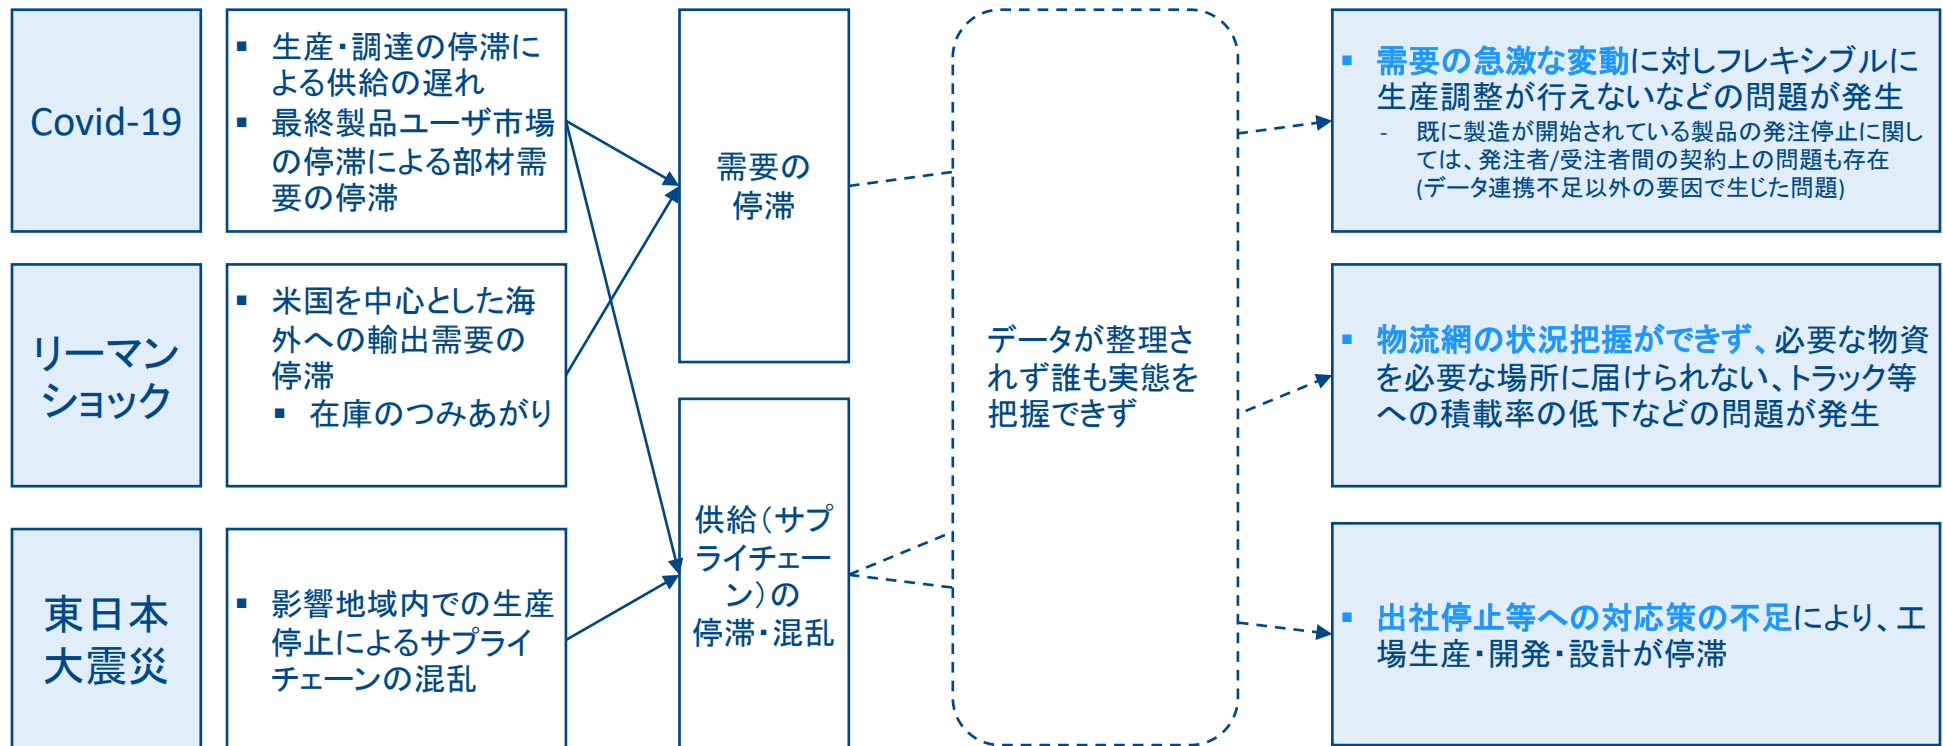 Covid-19
▪ 生産・調達の停滞に
よる供給の遅れ
▪ 最終製品ユーザ市場
の停滞による部材需
要の停滞
リーマン
ショック
▪ 米国を中心とした海
外への輸出需要の
停滞
▪ 在庫のつみあがり
東日本
大震災
▪ 影響地域内での生産
停止によるサプライ
チェーンの混乱
需要の
停滞
供給（サプ
ライチェー
ン）の
停滞・混乱
データが整理さ
れず誰も実態を
把握できず
▪ 需要の急激な変動に対しフレキシブルに
生産調整が行えないなどの問題が発生
- 既に製造が開始されている製品の発注停止に関し
ては、発注者/受注者間の契約上の問題も存在
(データ連携不足以外の要因で生じた問題)
▪ 物流網の状況把握ができず、必要な物資
を必要な場所に届けられない、トラック等
への積載率の低下などの問題が発生
▪ 出社停止等への対応策の不足により、工
場生産・開発・設計が停滞